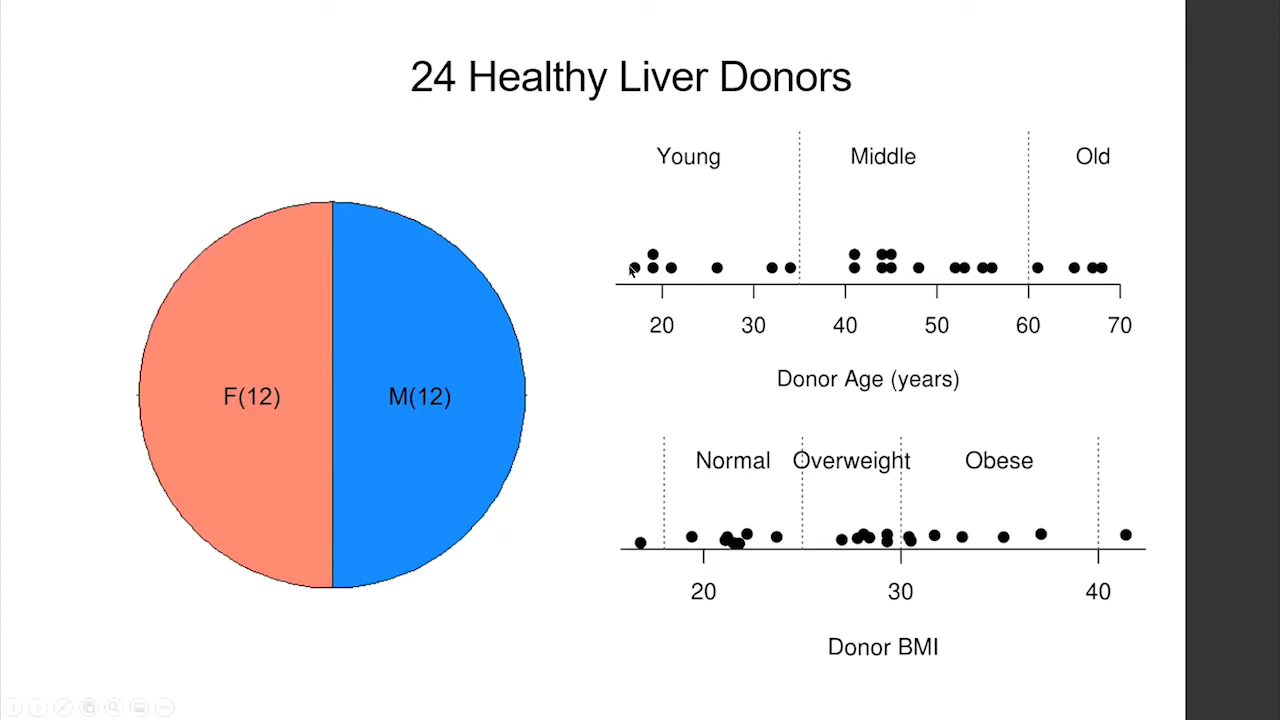 24 Healthy Liver Donors
F(12)
M(12)
Young
Middle
Old
20 30 40 50 60 70
Donor Age (years)
Normal
Overweight
Obese
20 30 40
Donor BMI